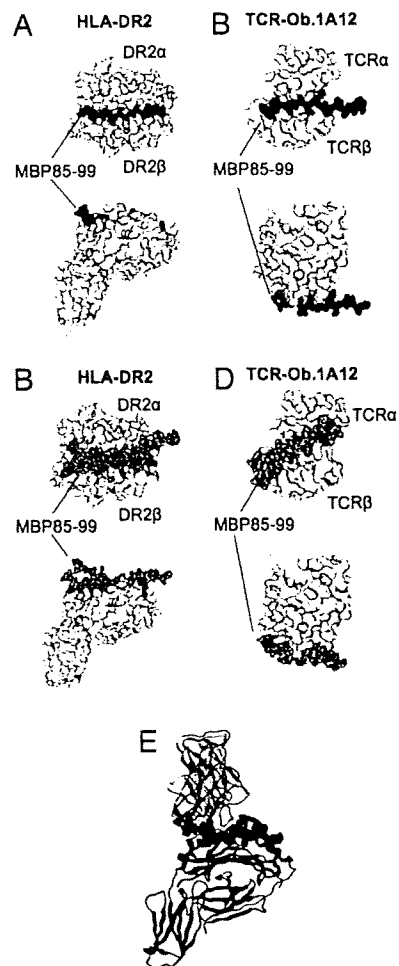 A
HLA-DR2
DR2α
MBP85-99
DR2β
B
TCR-Ob.1A12
TCRα
MBP85-99
TCRβ
B
HLA-DR2
DR2α
MBP85-99
DR2β
D
TCR-Ob.1A12
TCRα
MBP85-99
TCRβ
E